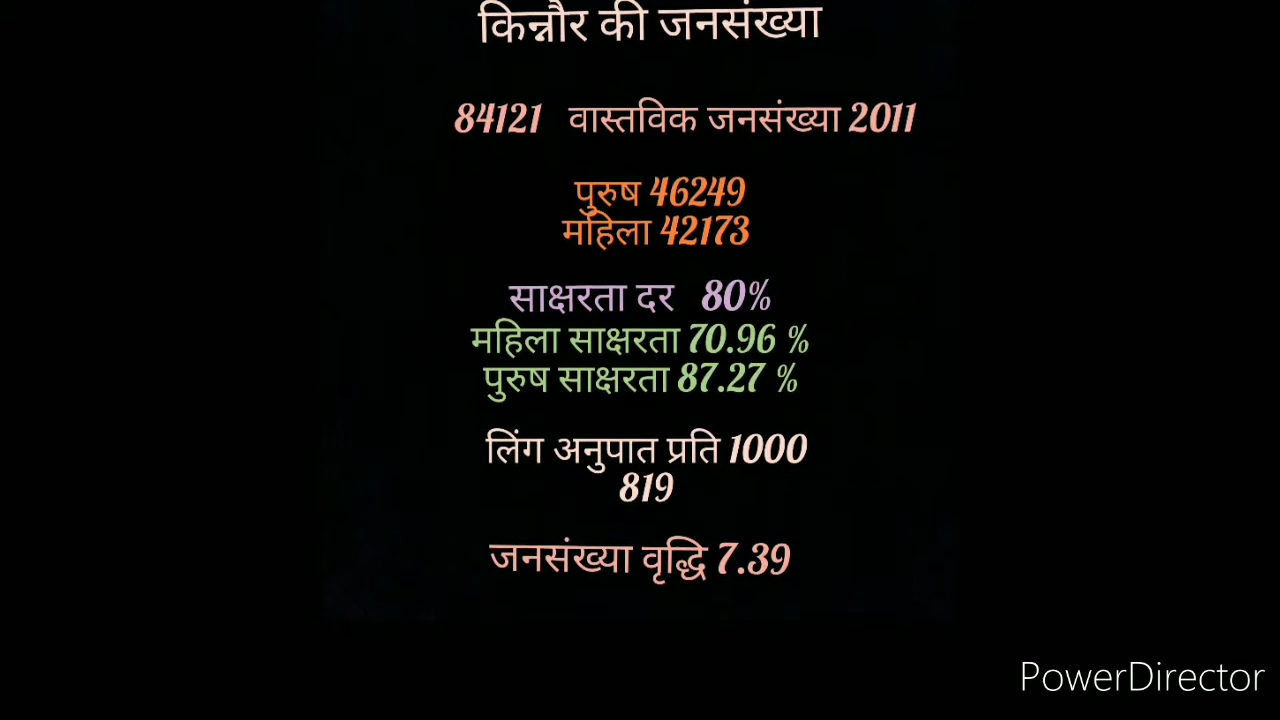 किन्नौर की जनसंख्या
84121 वास्तविक जनसंख्या 2011
पुरुष 46249
महिला 42173
साक्षरता दर 80%
महिला साक्षरता 70.96 %
पुरुष साक्षरता 87.27 %
लिंग अनुपात प्रति 1000
819
जनसंख्या वृद्धि 7.39
PowerDirector